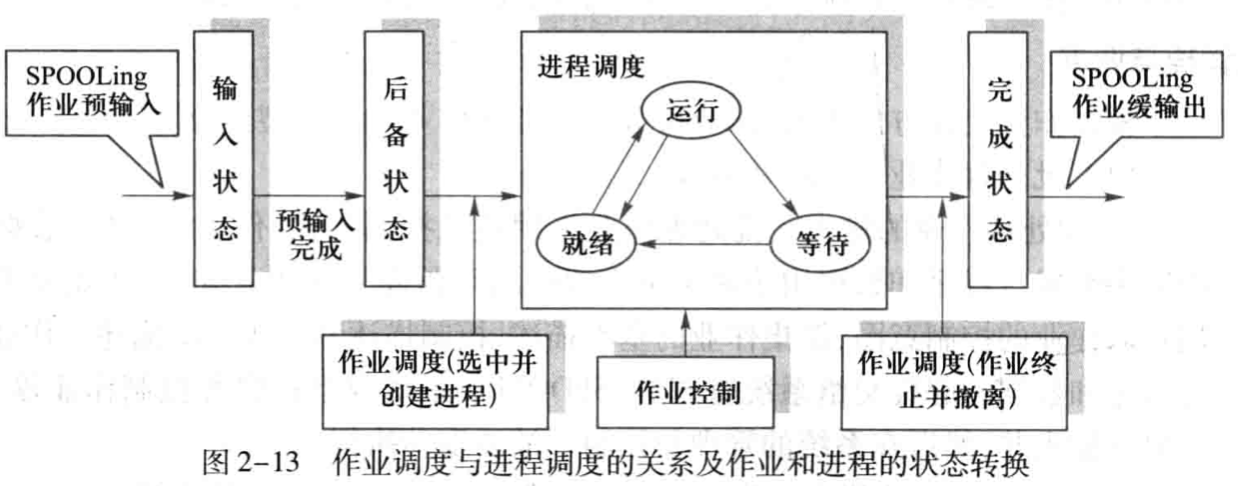 SPOOLing
作业预输入
输入状态
预输入
完成
后备状态
进程调度
运行
就绪
等待
完成状态
SPOOLing
作业缓输出
作业调度(选中并
创建进程)
作业控制
作业调度(作业终
止并撤离)
图2-13 作业调度与进程调度的关系及作业和进程的状态转换